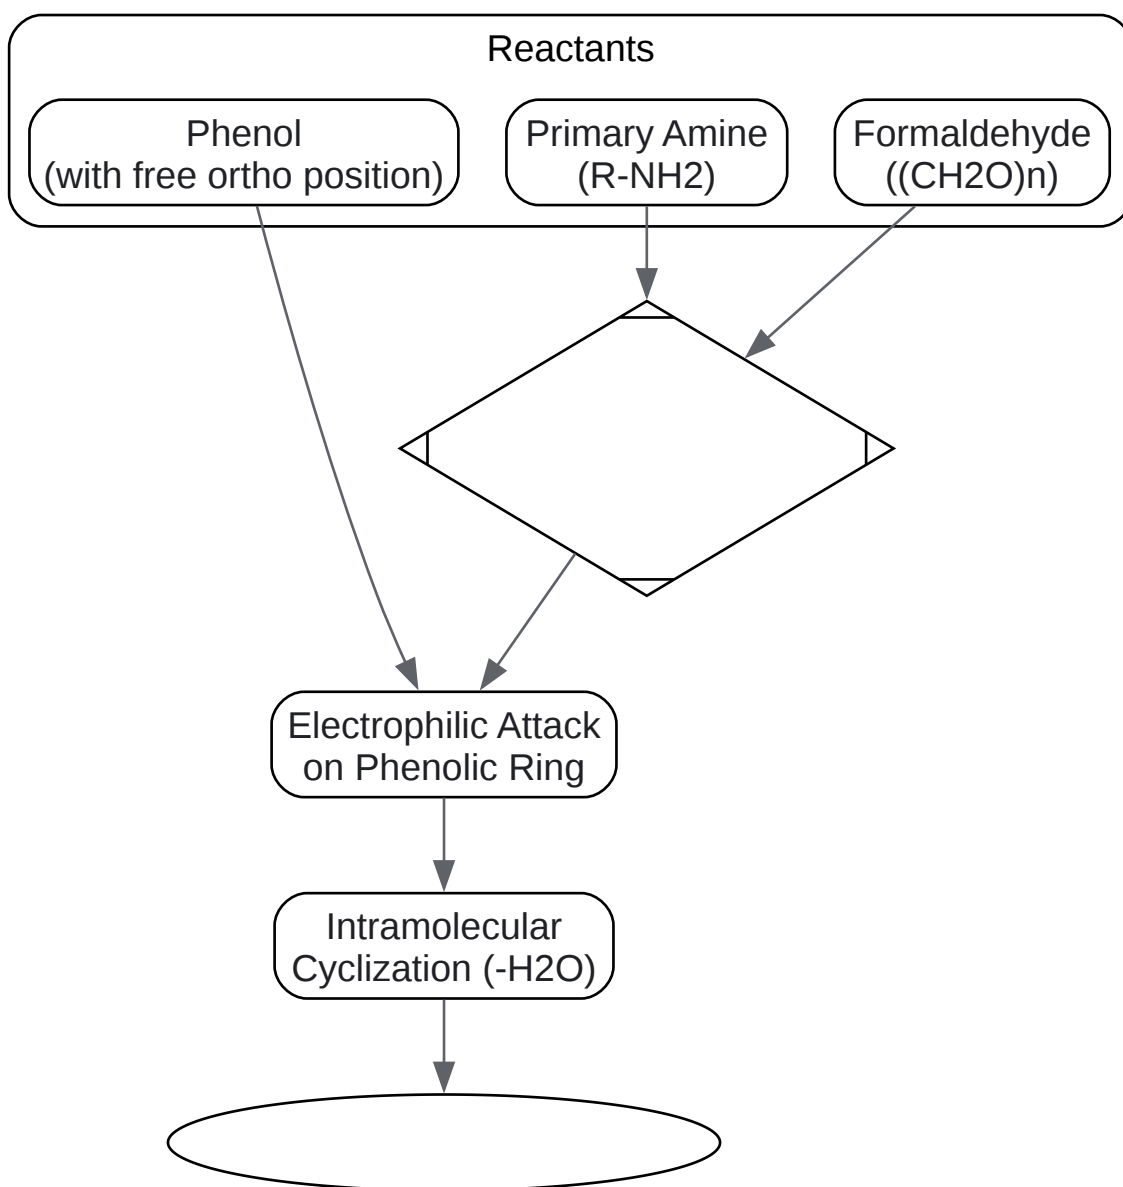 Reactants
Phenol
(with free ortho position)
Primary Amine
(R-NH2)
Formaldehyde
((CH2O)n)
Electrophilic Attack
on Phenolic Ring
Intramolecular
Cyclization (-H2O)